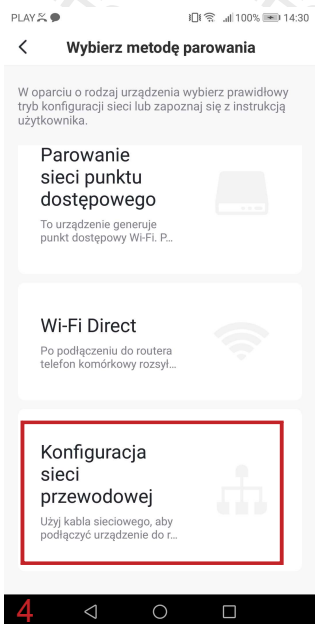 PLAY 100% 14:30
Wybierz metodę parowania
W oparciu o rodzaj urządzenia wybierz prawidłowy
tryb konfiguracji sieci lub zapoznaj się z instrukcją
użytkownika.
Parowanie
sieci punktu
dostępowego
To urządzenie generuje
punkt dostępowy Wi-Fi. P...
Wi-Fi Direct
Po podłączeniu do routera
telefon komórkowy rozsył...
Konfiguracja
sieci
przewodowej
Użyj kabla sieciowego, aby
podłączyć urządzenie do r...
4